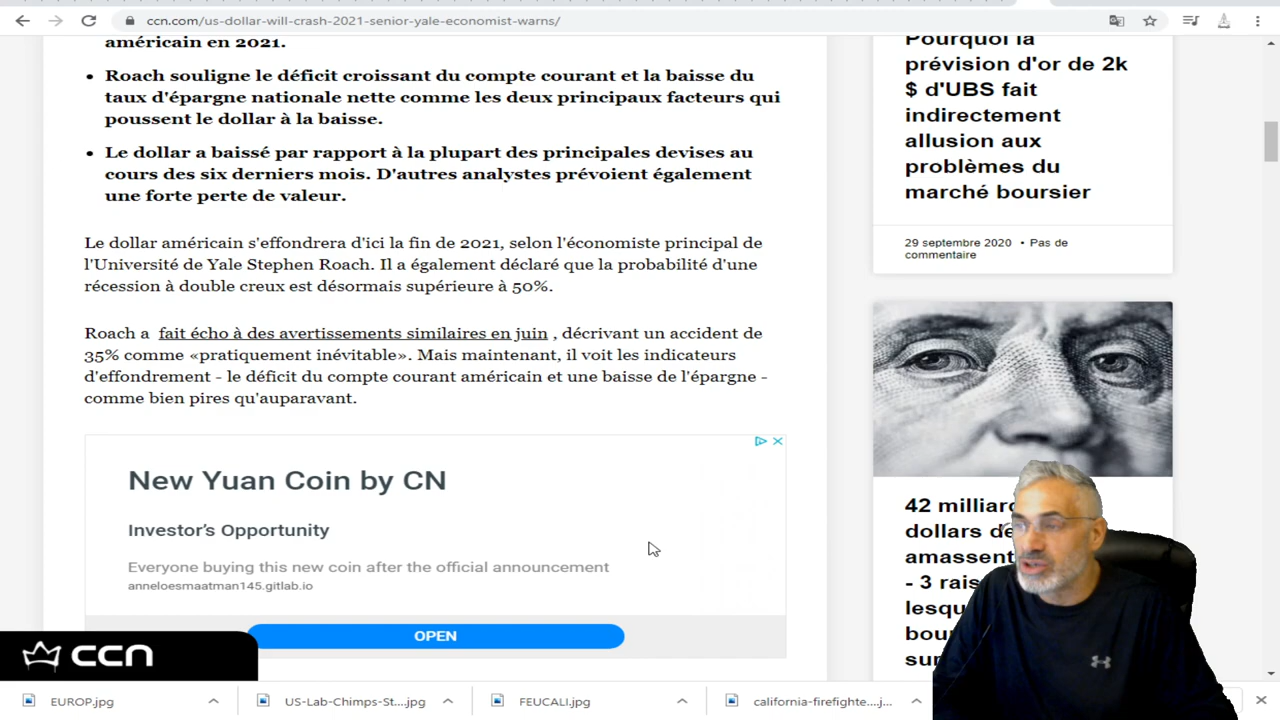 ccn.com/us-dollar-will-crash-2021-senior-yale-economist-warns/
américain en 2021.
• Roach souligne le déficit croissant du compte courant et la baisse du
taux d'épargne nationale nette comme les deux principaux facteurs qui
poussent le dollar à la baisse.
• Le dollar a baissé par rapport à la plupart des principales devises au
cours des six derniers mois. D'autres analystes prévoient également
une forte perte de valeur.
Le dollar américain s'effondrera d'ici la fin de 2021, selon l'économiste principal de
l'Université de Yale Stephen Roach. Il a également déclaré que la probabilité d'une
récession à double creux est désormais supérieure à 50%.
Roach a fait écho à des avertissements similaires en juin , décrivant un accident de
35% comme «pratiquement inévitable». Mais maintenant, il voit les indicateurs
d'effondrement - le déficit du compte courant américain et une baisse de l'épargne -
comme bien pires qu'auparavant.
New Yuan Coin by CN
Investor's Opportunity
Everyone buying this new coin after the official announcement
anneloesmaatman145.gitlab.io
OPEN
Pourquoi la
prévision d'or de 2k
$ d'UBS fait
indirectement
allusion aux
problèmes du
marché boursier
29 septembre 2020 • Pas de
commentaire
42
dollars
- 3
ccn
EUROP.jpg
US-Lab-Chimps-St....jpg
FEUCALI.jpg
california-firefighte....j...